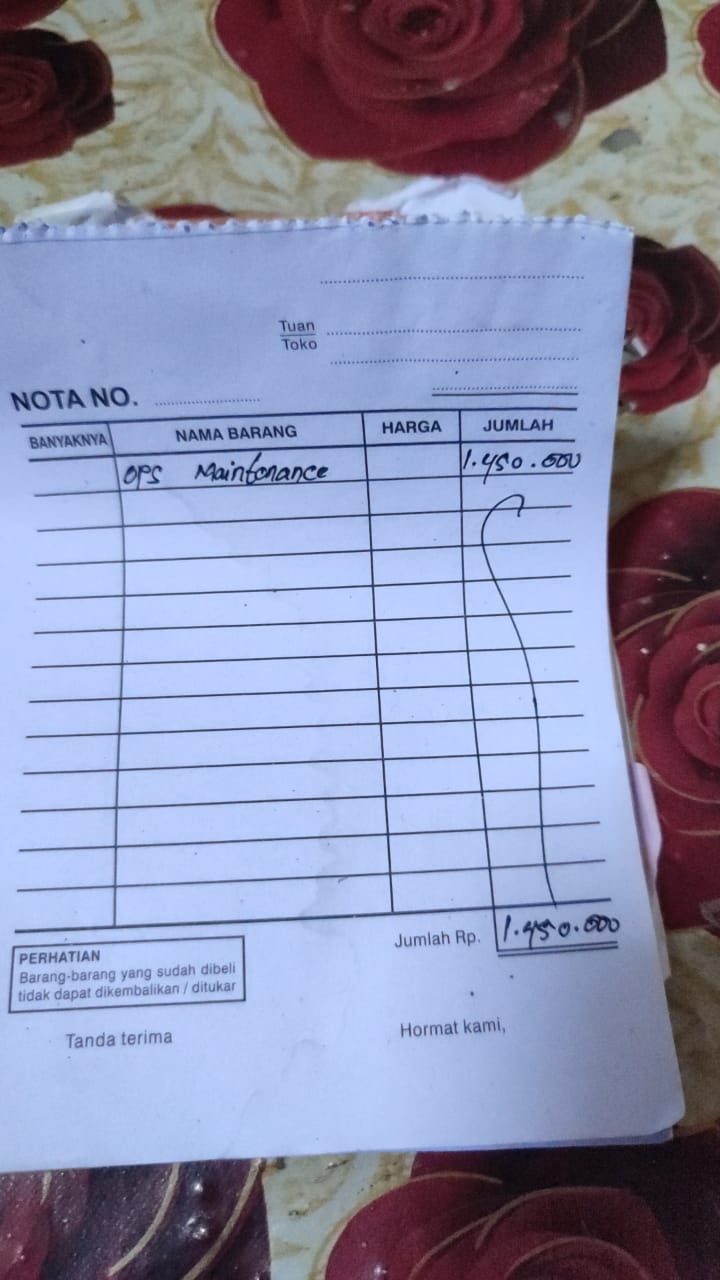 Tuan
Toko
NOTA NO.
BANYAKNYA NAMA BARANG HARGA JUMLAH
OPS Maintenance 1.450.000
Jumlah Rp. 1.450.000
PERHATIAN
Barang-barang yang sudah dibeli
tidak dapat dikembalikan / ditukar
Tanda terima Hormat kami,